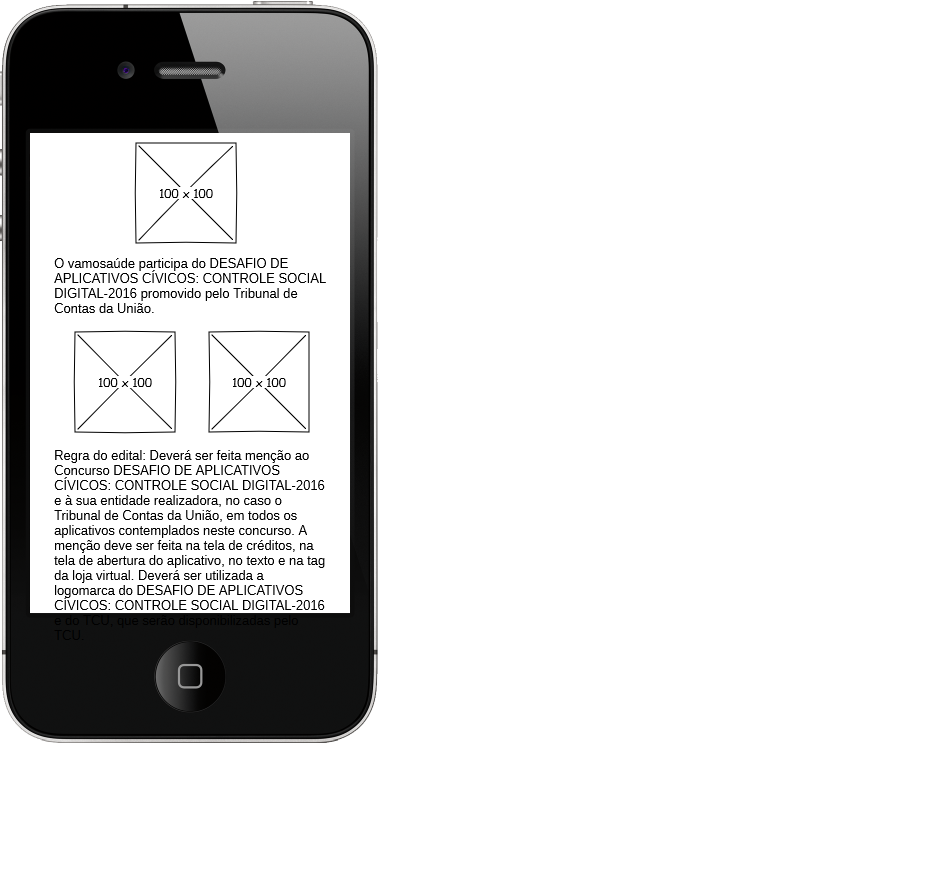 100 × 100
O vamosaúde participa do DESAFIO DE
APLICATIVOS CÍVICOS: CONTROLE SOCIAL
DIGITAL-2016 promovido pelo Tribunal de
Contas da União.
100 × 100
100 × 100
Regra do edital: Deverá ser feita menção ao
Concurso DESAFIO DE APLICATIVOS
CÍVICOS: CONTROLE SOCIAL DIGITAL-2016
e à sua entidade realizadora, no caso o
Tribunal de Contas da União, em todos os
aplicativos contemplados neste concurso. A
menção deve ser feita na tela de créditos, na
tela de abertura do aplicativo, no texto e na tag
da loja virtual. Deverá ser utilizada a
logomarca do DESAFIO DE APLICATIVOS
CÍVICOS: CONTROLE SOCIAL DIGITAL-2016
e do TCU, que serão disponibilizadas pelo
TCU.